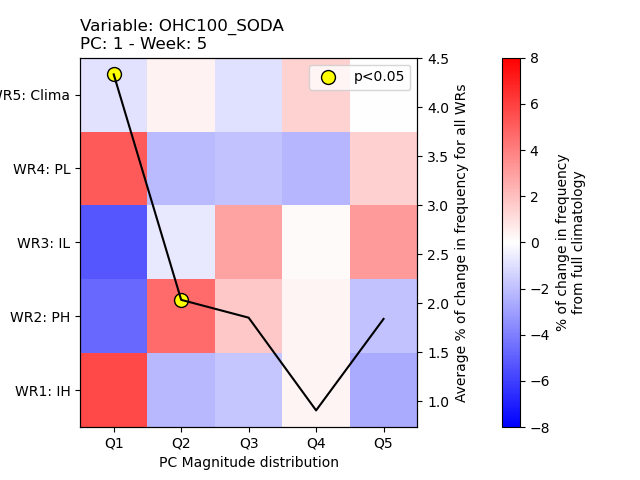 Variable: OHC100_SODA
PC: 1 - Week: 5
p<0.05
WR5: Clima
WR4: PL
WR3: IL
WR2: PH
WR1: IH
Q1 Q2 Q3 Q4 Q5
PC Magnitude distribution
4.5
4.0
3.5
3.0
2.5
2.0
1.5
1.0
Average % of change in frequency for all WRs
8
6
4
2
0
−2
−4
−6
−8
% of change in frequency
from full climatology